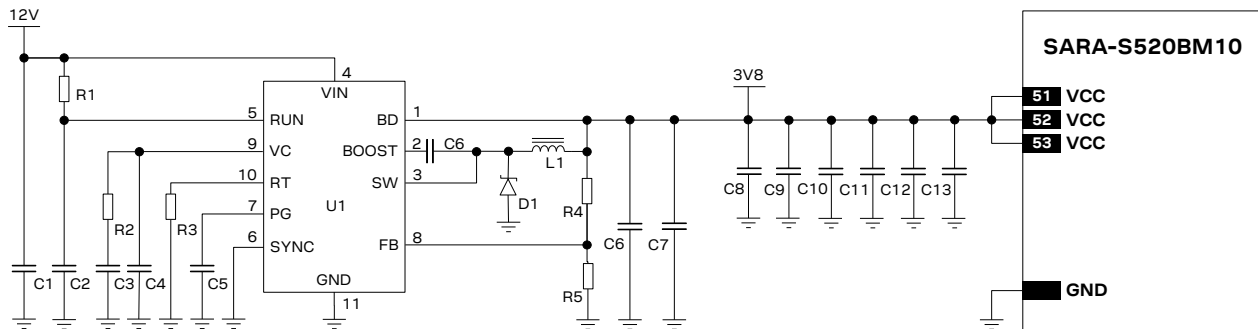 12V
SARA-S520BM10
4
VIN
3V8
51 VCC
R1
5 RUN
BD 1
52 VCC
9 VC
BOOST 2
C6
53 VCC
L1
10 RT
SW 3
C8 C9 C10 C11 C12 C13
U1
D1
R4
7 PG
R2 R3
6 SYNC
FB 8
C6 C7
GND
C1 C2 C3 C4 C5
R5
GND
11